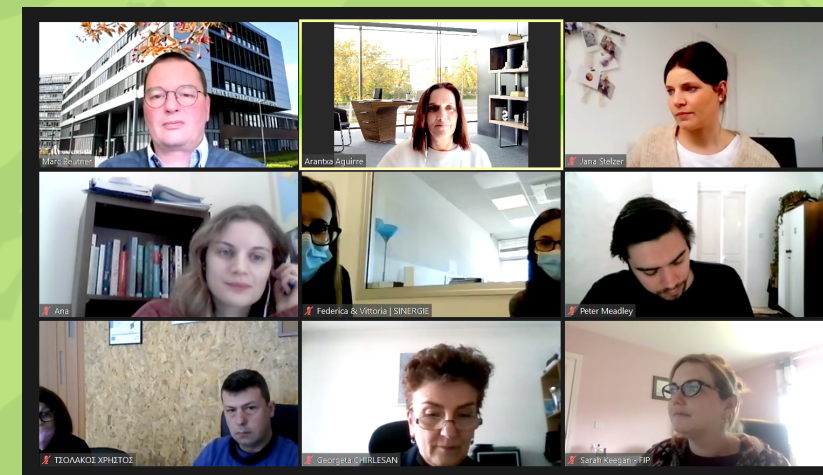 Marc Beutner
Arantxa Aguirre
Jana Stelzer
Ana
Federica & Vittoria | SINERGIE
Peter Meadley
ΤΣΟΛΑΚΟΣ ΧΡΗΣΤΟΣ
Georgeta CHIRLESAN
Sarah Keegan - FIP